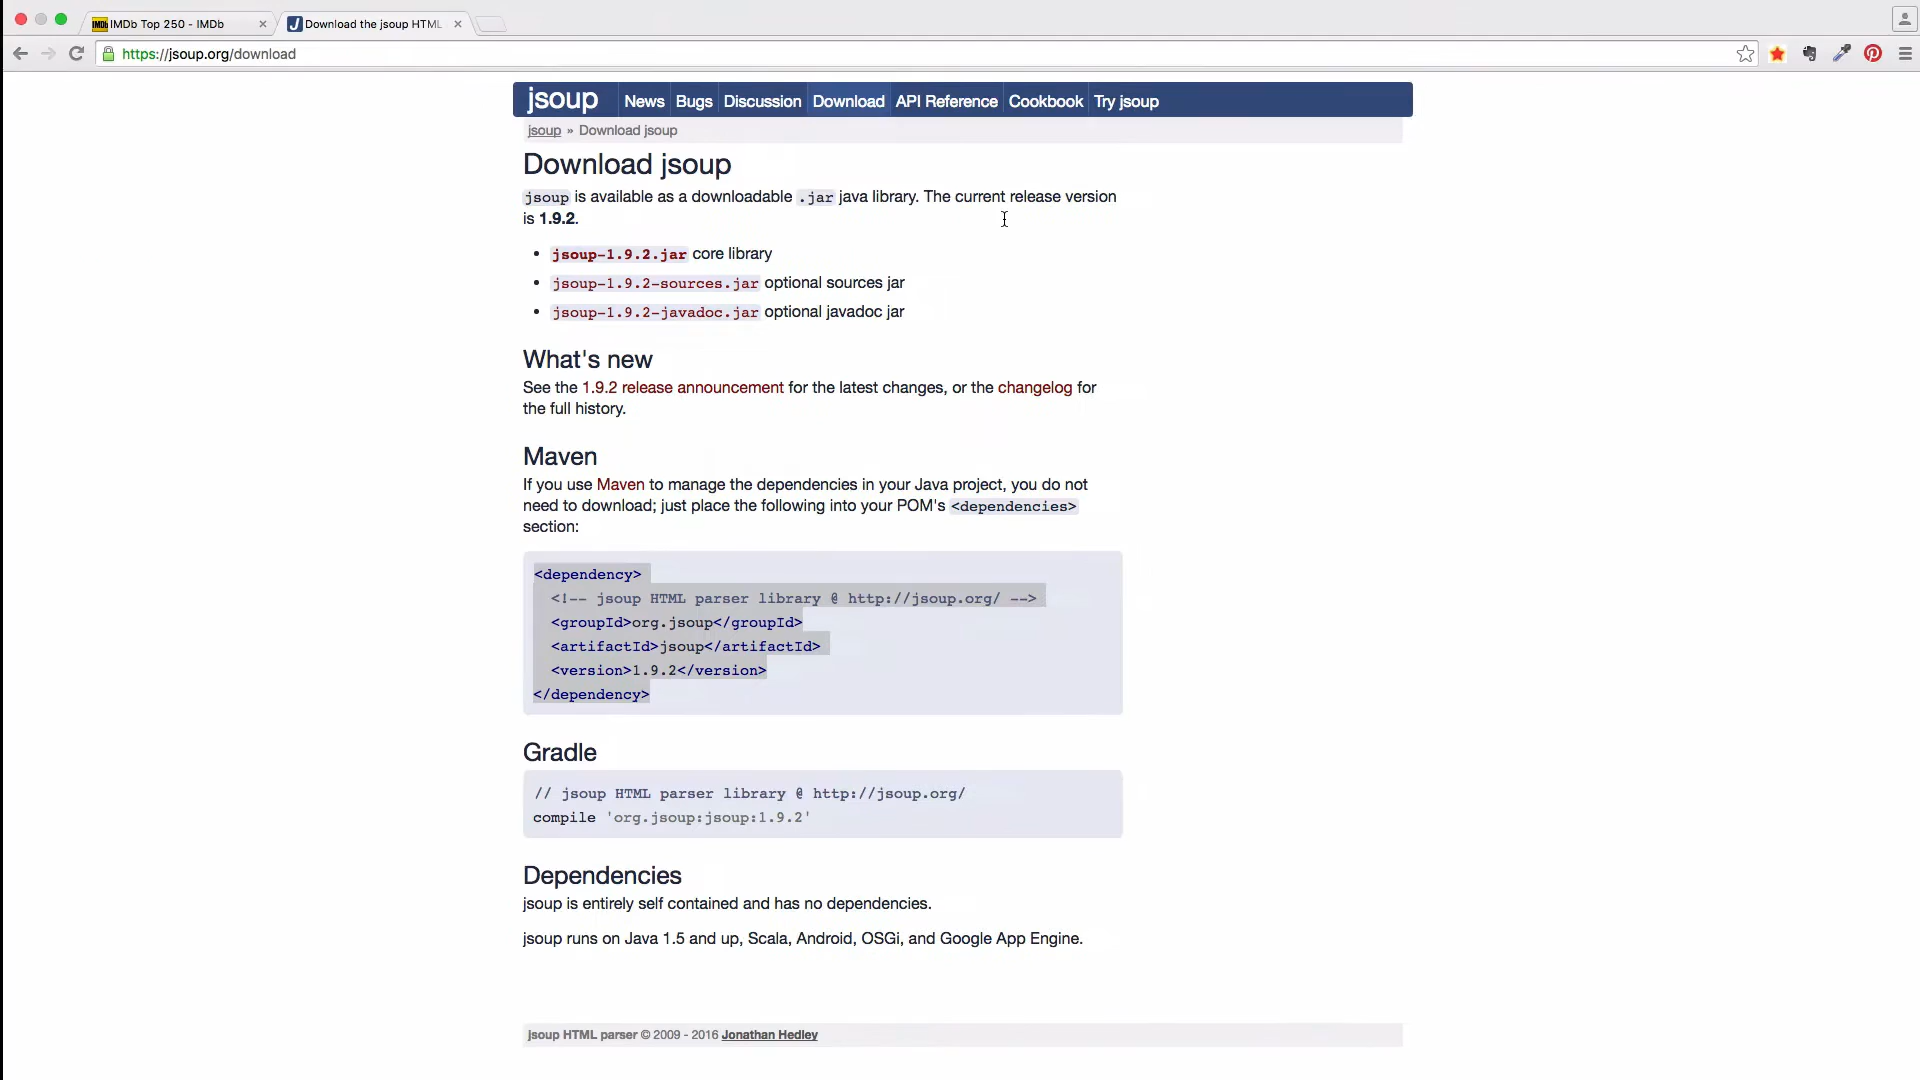 IMDb IMDb Top 250 - IMDb
J Download the jsoup HTML
https://jsoup.org/download
jsoup News Bugs Discussion Download API Reference Cookbook Try jsoup
jsoup » Download jsoup
Download jsoup
jsoup is available as a downloadable .jar java library. The current release version
is 1.9.2.
• jsoup-1.9.2.jar core library
• jsoup-1.9.2-sources.jar optional sources jar
• jsoup-1.9.2-javadoc.jar optional javadoc jar
What's new
See the 1.9.2 release announcement for the latest changes, or the changelog for
the full history.
Maven
If you use Maven to manage the dependencies in your Java project, you do not
need to download; just place the following into your POM's <dependencies>
section:
<dependency>
<!-- jsoup HTML parser library @ http://jsoup.org/ -->
<groupId>org.jsoup</groupId>
<artifactId>jsoup</artifactId>
<version>1.9.2</version>
</dependency>
Gradle
// jsoup HTML parser library @ http://jsoup.org/
compile 'org.jsoup:jsoup:1.9.2'
Dependencies
jsoup is entirely self contained and has no dependencies.
jsoup runs on Java 1.5 and up, Scala, Android, OSGi, and Google App Engine.
jsoup HTML parser © 2009 - 2016 Jonathan Hedley